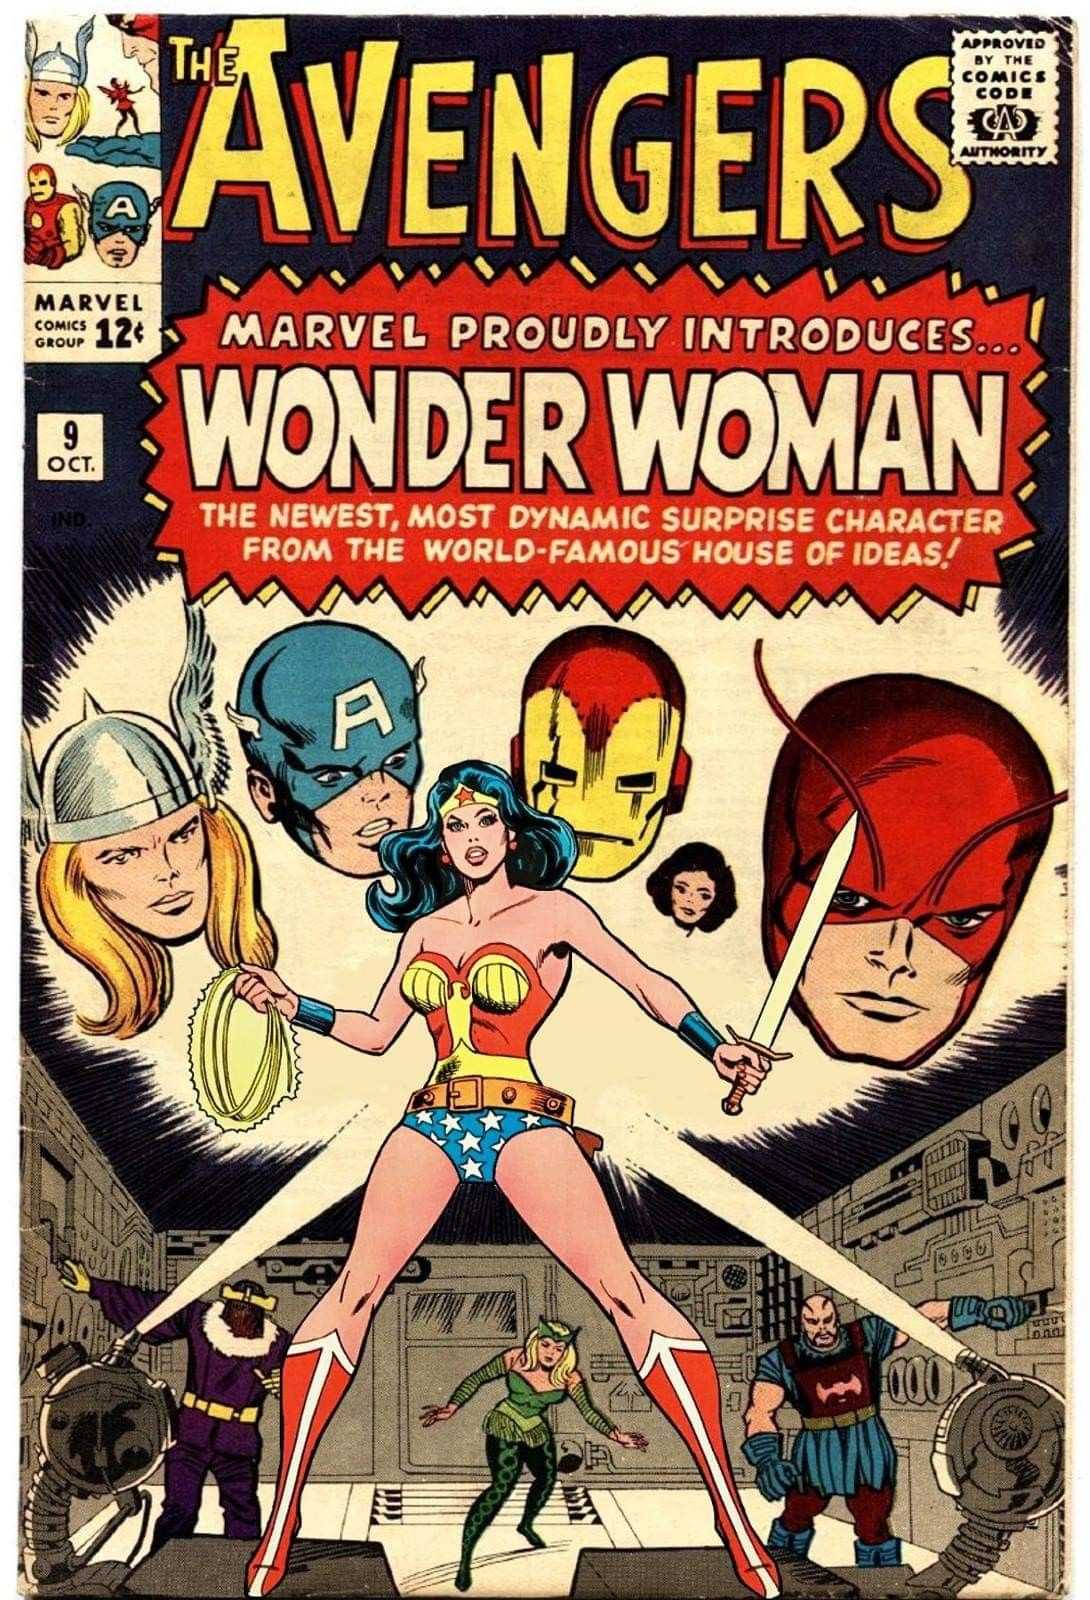 THE AVENGERS
APPROVED
BY THE
COMICS
CODE
CA
AUTHORITY
A
MARVEL
COMICS
GROUP 12¢
MARVEL PROUDLY INTRODUCES...
WONDER WOMAN
THE NEWEST, MOST DYNAMIC SURPRISE CHARACTER
FROM THE WORLD-FAMOUS HOUSE OF IDEAS!
9
OCT.
IND.
A